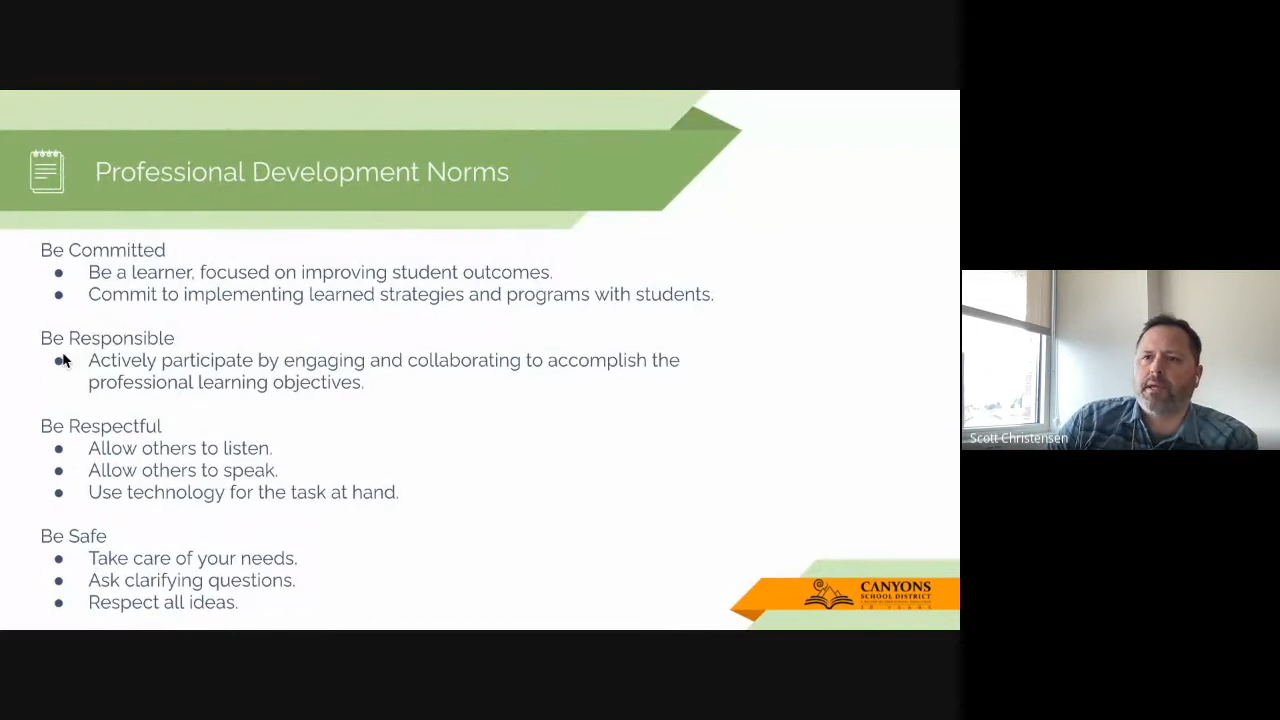 Professional Development Norms
Be Committed
● Be a learner, focused on improving student outcomes.
● Commit to implementing learned strategies and programs with students.
Be Responsible
● Actively participate by engaging and collaborating to accomplish the
professional learning objectives.
Be Respectful
● Allow others to listen.
● Allow others to speak.
● Use technology for the task at hand.
Be Safe
● Take care of your needs.
● Ask clarifying questions.
● Respect all ideas.
CANYONS
SCHOOL DISTRICT
Scott Christensen